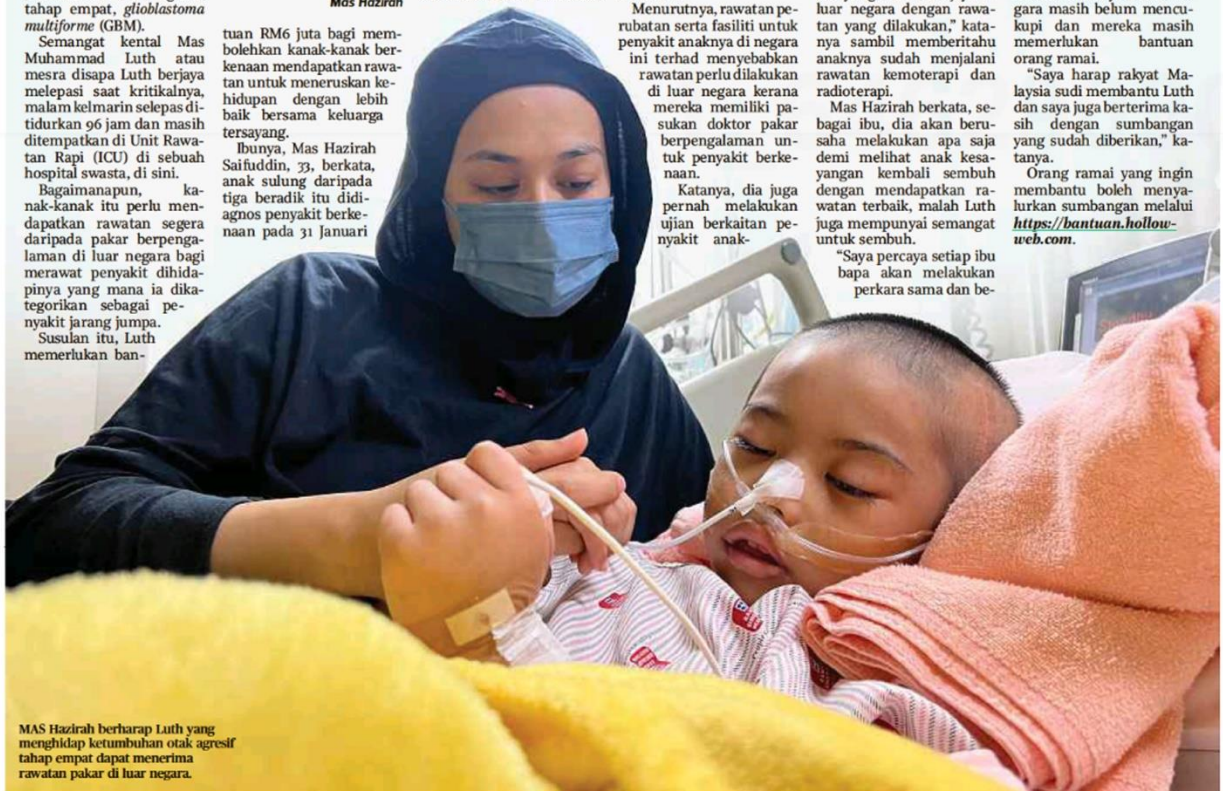 tahap empat, glioblastoma
multiforme (GBM).
Semangat kental Mas
Muhammad Luth atau
mesra disapa Luth berjaya
melepasi saat kritikalnya,
malam kelmarin selepas di-
tidurkan 96 jam dan masih
ditempatkan di Unit Rawa-
tan Rapi (ICU) di sebuah
hospital swasta, di sini.
Bagaimanapun, ka-
nak-kanak itu perlu men-
dapatkan rawatan segera
daripada pakar berpenga-
laman di luar negara bagi
merawat penyakit dihida-
pinya yang mana ia dika-
tegorikan sebagai pe-
nyakit jarang jumpa.
Susulan itu, Luth
memerlukan ban-
Mas Hazirah
tuan RM6 juta bagi mem-
bolehkan kanak-kanak ber-
kenaan mendapatkan rawa-
tan untuk meneruskan ke-
hidupan dengan lebih
baik bersama keluarga
tersayang.
Ibunya, Mas Hazirah
Saifuddin, 33, berkata,
anak sulung daripada
tiga beradik itu didi-
agnos penyakit berke-
naan pada 31 Januari
Menurutnya, rawatan pe-
rubatan serta fasiliti untuk
penyakit anaknya di negara
ini terhad menyebabkan
rawatan perlu dilakukan
di luar negara kerana
mereka memiliki pa-
sukan doktor pakar
berpengalaman un-
tuk penyakit berke-
naan.
Katanya, dia juga
pernah melakukan
ujian berkaitan pe-
nyakit anak-
luar negara dengan rawa-
tan yang dilakukan,” kata-
nya sambil memberitahu
anaknya sudah menjalani
rawatan kemoterapi dan
radioterapi.
Mas Hazirah berkata, se-
bagai ibu, dia akan beru-
saha melakukan apa saja
demi melihat anak kesa-
yangan kembali sembuh
dengan mendapatkan ra-
watan terbaik, malah Luth
juga mempunyai semangat
untuk sembuh.
“Saya percaya setiap ibu
bapa akan melakukan
perkara sama dan be-
gara masih belum mencu-
kupi dan mereka masih
memerlukan bantuan
orang ramai.
“Saya harap rakyat Ma-
laysia sudi membantu Luth
dan saya juga berterima ka-
sih dengan sumbangan
yang sudah diberikan,” ka-
tanya.
Orang ramai yang ingin
membantu boleh menya-
lurkan sumbangan melalui
https://bantuan.hollow-
web.com.
MAS Hazirah berharap Luth yang
menghidap ketumbuhan otak agresif
tahap empat dapat menerima
rawatan pakar di luar negara.